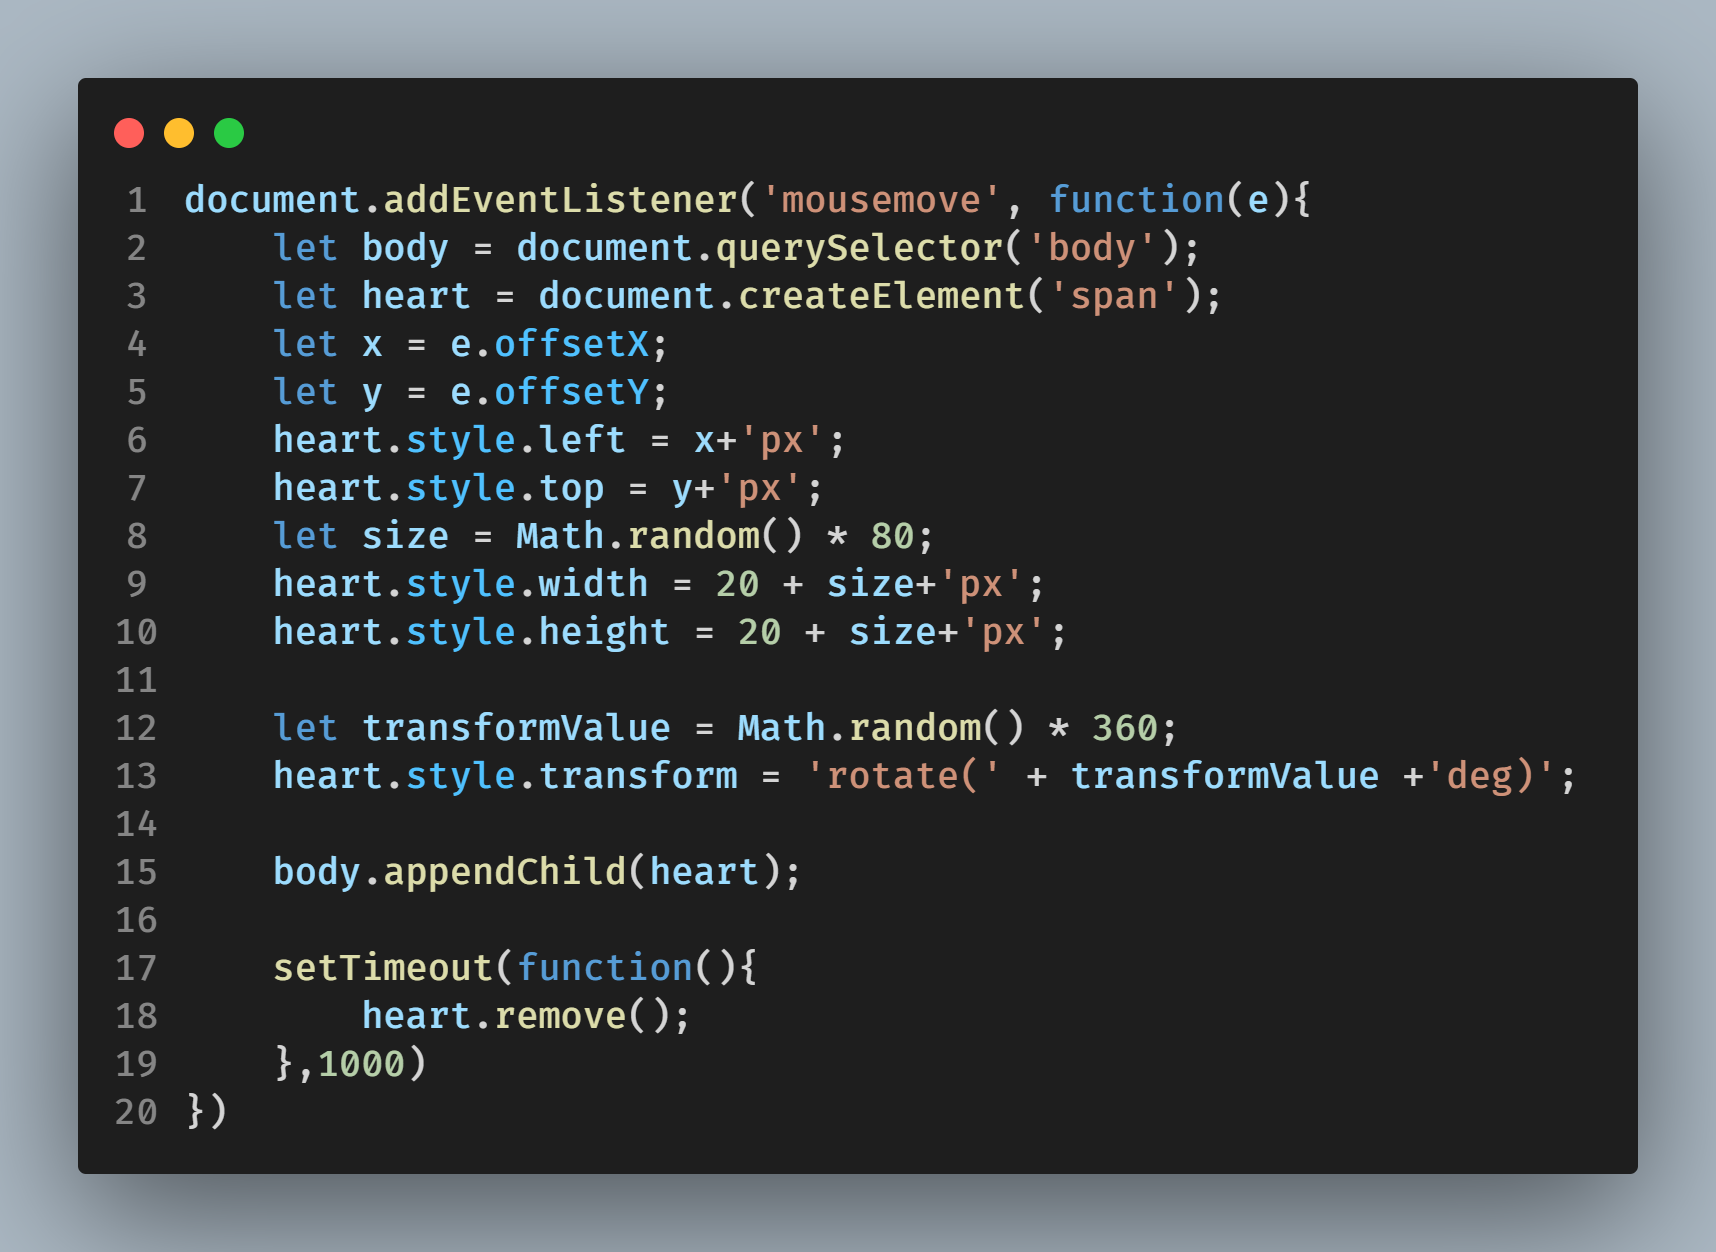 1 document.addEventListener('mousemove', function(e){
2     let body = document.querySelector('body');
3     let heart = document.createElement('span');
4     let x = e.offsetX;
5     let y = e.offsetY;
6     heart.style.left = x+'px';
7     heart.style.top = y+'px';
8     let size = Math.random() * 80;
9     heart.style.width = 20 + size+'px';
10     heart.style.height = 20 + size+'px';
11
12     let transformValue = Math.random() * 360;
13     heart.style.transform = 'rotate(' + transformValue +'deg)';
14
15     body.appendChild(heart);
16
17     setTimeout(function(){
18         heart.remove();
19     },1000)
20 })